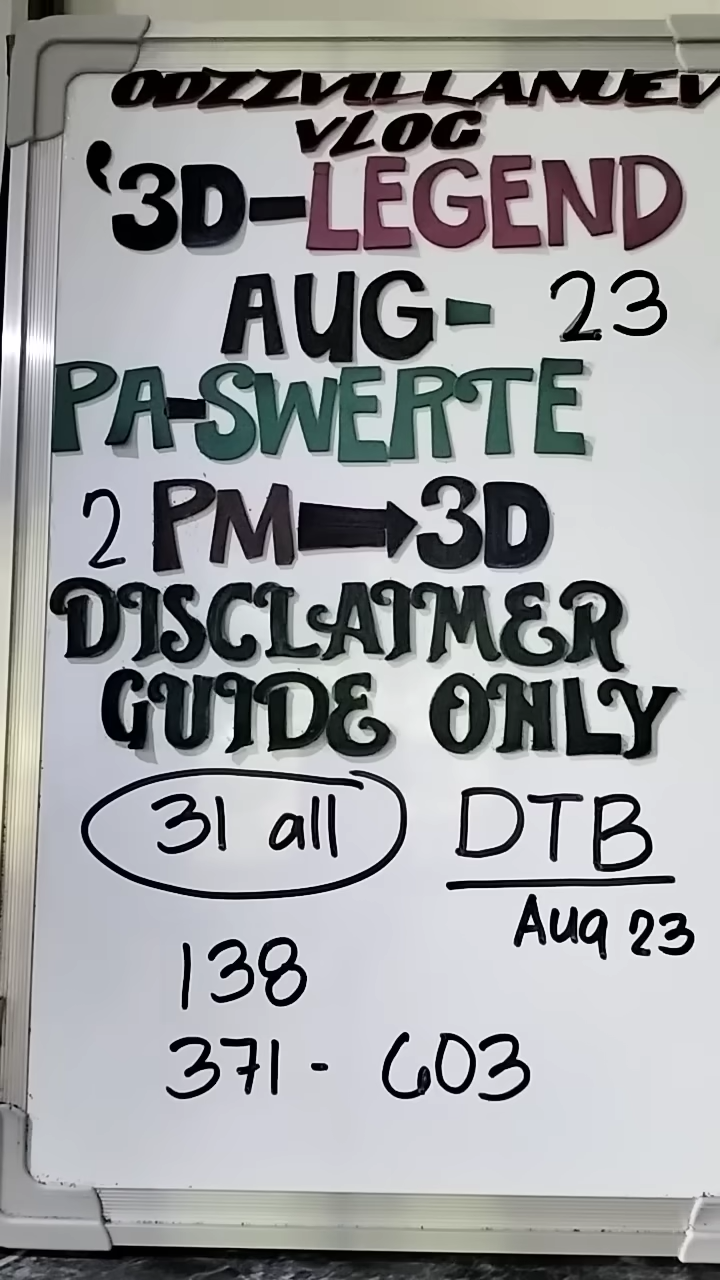 ODZZVILLANUEV
VLOG
'3D-LEGEND
AUG- 23
PA-SWERTE
2 PM➡3D
DISCLAIMER
GUIDE ONLY
31 all DTB
Aug 23
138
371 - 603